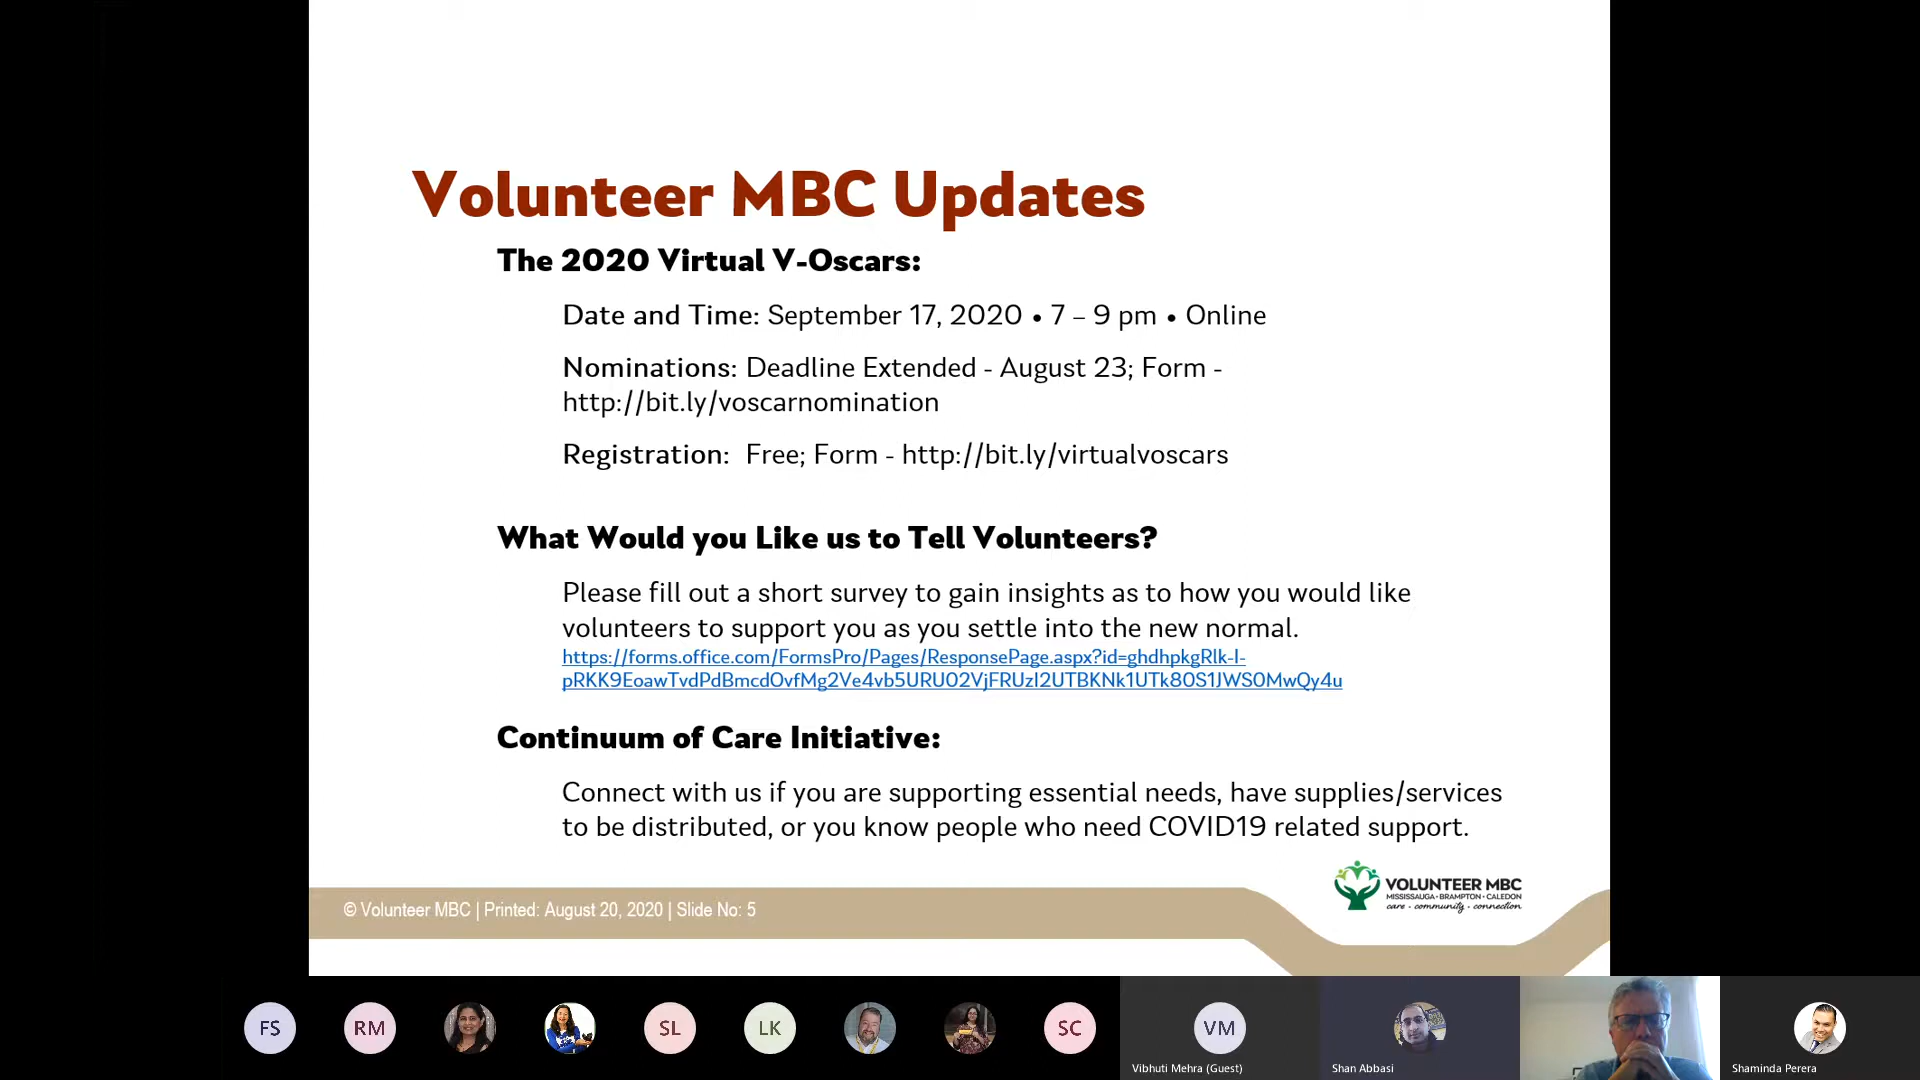 Volunteer MBC Updates
The 2020 Virtual V-Oscars:
Date and Time: September 17, 2020 • 7 – 9 pm • Online
Nominations: Deadline Extended - August 23; Form -
http://bit.ly/voscarnomination
Registration: Free; Form - http://bit.ly/virtualvoscars
What Would you Like us to Tell Volunteers?
Please fill out a short survey to gain insights as to how you would like
volunteers to support you as you settle into the new normal.
https://forms.office.com/FormsPro/Pages/ResponsePage.aspx?id=ghdhpkgRlk-I-
pRKK9EoawTvdPdBmcdOvfMg2Ve4vb5URU02VjFRUzI2UTBKNk1UTk80S1JWS0MwQy4u
Continuum of Care Initiative:
Connect with us if you are supporting essential needs, have supplies/services
to be distributed, or you know people who need COVID19 related support.
VOLUNTEER MBC
MISSISSAUGA • BRAMPTON • CALEDON
care • community • connection
© Volunteer MBC | Printed: August 20, 2020 | Slide No: 5
FS RM SL LK SC VM
Vibhuti Mehra (Guest) Shan Abbasi Shaminda Perera